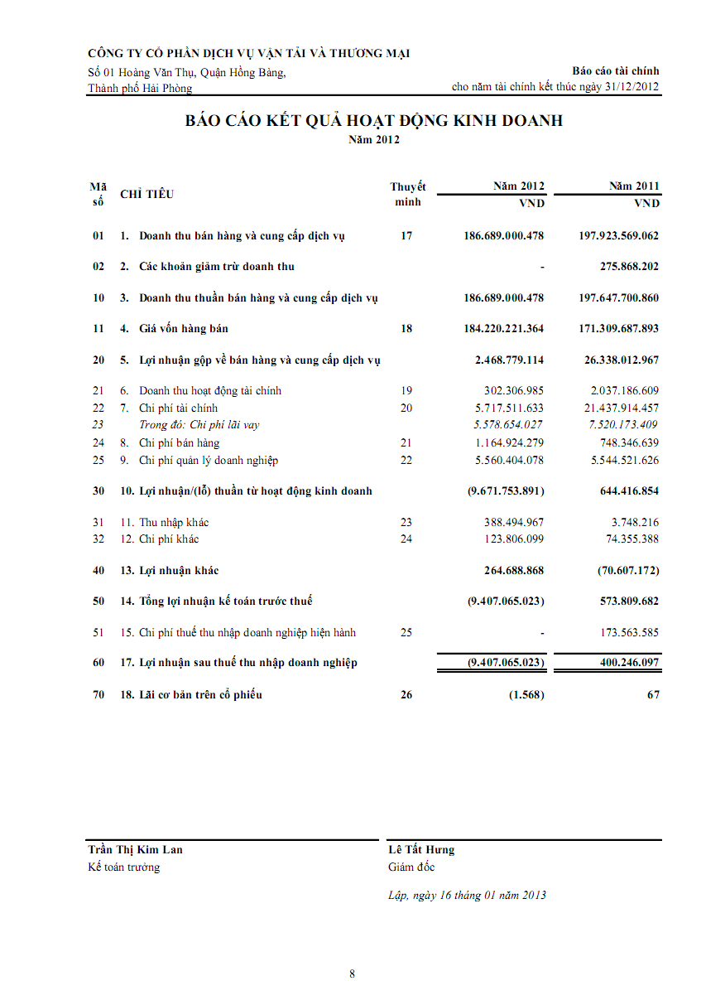 CÔNG TY CỔ PHẦN DỊCH VỤ VẬN TẢI VÀ THƯƠNG MẠI
Số 01 Hoàng Văn Thụ, Quận Hồng Bàng, Báo cáo tài chính
Thành phố Hải Phòng cho năm tài chính kết thúc ngày 31/12/2012
BÁO CÁO KẾT QUẢ HOẠT ĐỘNG KINH DOANH
Năm 2012
Mã số CHỈ TIÊU Thuyết minh Năm 2012 Năm 2011
VND VND
01 1. Doanh thu bán hàng và cung cấp dịch vụ 17 186.689.000.478 197.923.569.062
02 2. Các khoản giảm trừ doanh thu - 275.868.202
10 3. Doanh thu thuần bán hàng và cung cấp dịch vụ 186.689.000.478 197.647.700.860
11 4. Giá vốn hàng bán 18 184.220.221.364 171.309.687.893
20 5. Lợi nhuận gộp về bán hàng và cung cấp dịch vụ 2.468.779.114 26.338.012.967
21 6. Doanh thu hoạt động tài chính 19 302.306.985 2.037.186.609
22 7. Chi phí tài chính 20 5.717.511.633 21.437.914.457
23 Trong đó: Chi phí lãi vay 5.578.654.027 7.520.173.409
24 8. Chi phí bán hàng 21 1.164.924.279 748.346.639
25 9. Chi phí quản lý doanh nghiệp 22 5.560.404.078 5.544.521.626
30 10. Lợi nhuận/(lỗ) thuần từ hoạt động kinh doanh (9.671.753.891) 644.416.854
31 11. Thu nhập khác 23 388.494.967 3.748.216
32 12. Chi phí khác 24 123.806.099 74.355.388
40 13. Lợi nhuận khác 264.688.868 (70.607.172)
50 14. Tổng lợi nhuận kế toán trước thuế (9.407.065.023) 573.809.682
51 15. Chi phí thuế thu nhập doanh nghiệp hiện hành 25 - 173.563.585
60 17. Lợi nhuận sau thuế thu nhập doanh nghiệp (9.407.065.023) 400.246.097
70 18. Lãi cơ bản trên cổ phiếu 26 (1.568) 67
Trần Thị Kim Lan Lê Tất Hưng
Kế toán trưởng Giám đốc
Lập, ngày 16 tháng 01 năm 2013
8